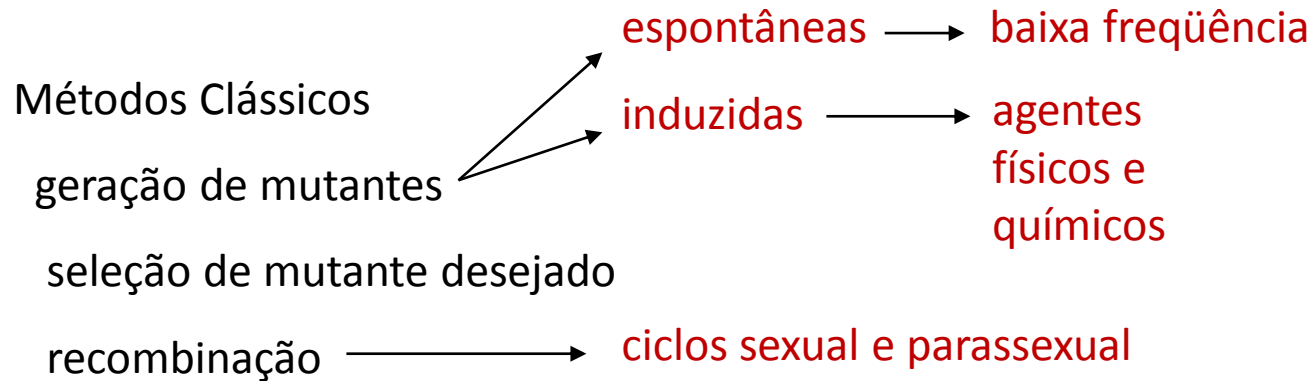 espontâneas baixa freqüência
Métodos Clássicos
induzidas agentes
físicos e
químicos
geração de mutantes
seleção de mutante desejado
recombinação ciclos sexual e parassexual